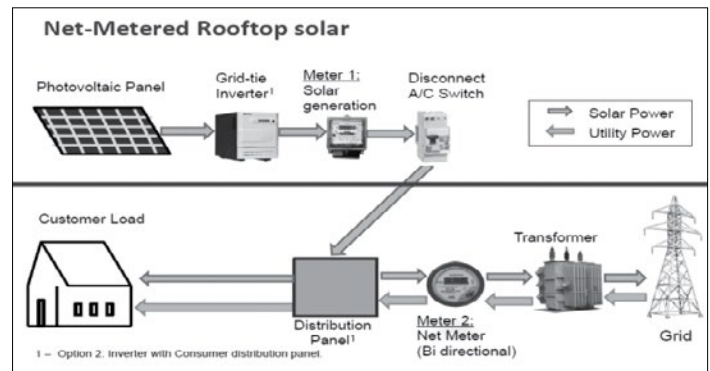 Net-Metered Rooftop solar
Photovoltaic Panel
Grid-tie
Inverter¹
Meter 1:
Solar
generation
Disconnect
A/C Switch
Solar Power
Utility Power
Customer Load
Distribution
Panel¹
Meter 2:
Net Meter
(Bi directional)
Transformer
Grid
1 – Option 2. Inverter with Consumer distribution panel.